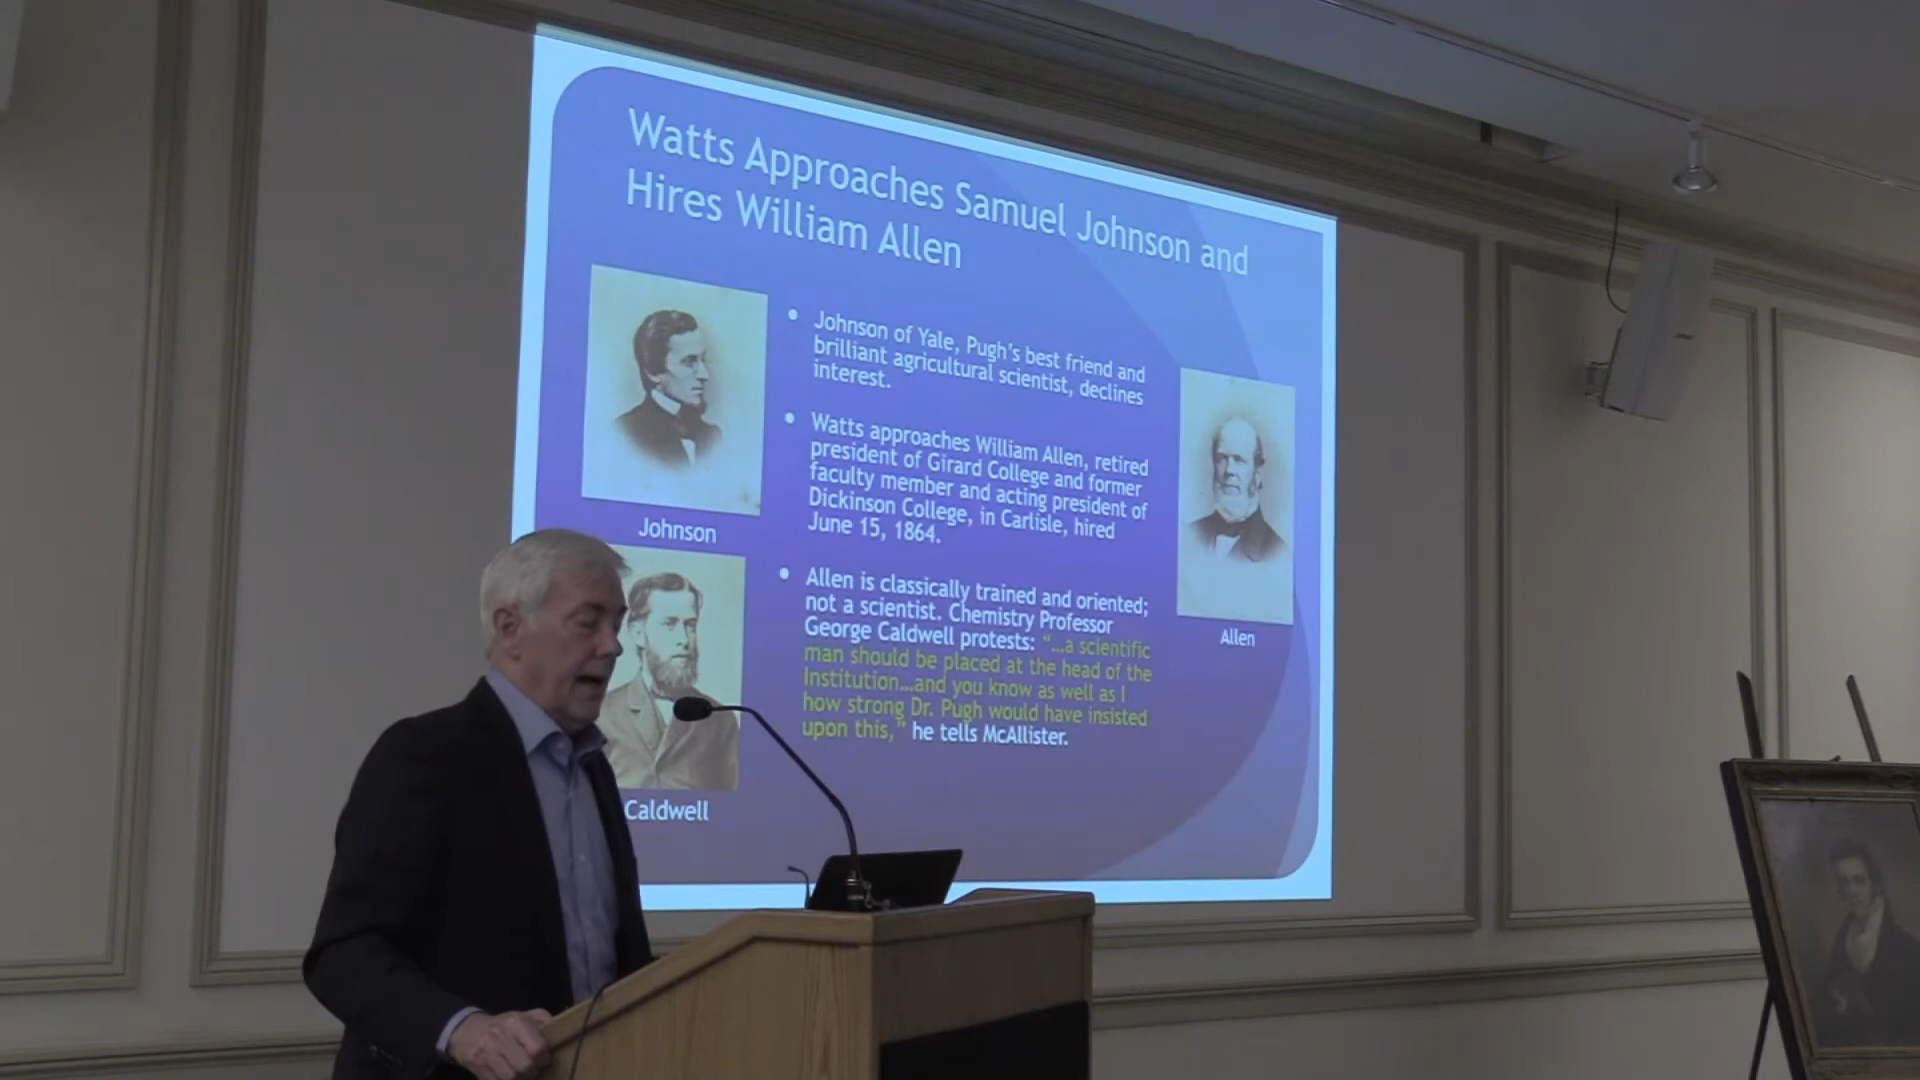 Watts Approaches Samuel Johnson and
Hires William Allen
Johnson
• Johnson of Yale, Pugh's best friend and
brilliant agricultural scientist, declines
interest.
• Watts approaches William Allen, retired
president of Girard College and former
faculty member and acting president of
Dickinson College, in Carlisle, hired
June 15, 1864.
• Allen is classically trained and oriented;
not a scientist. Chemistry Professor
George Caldwell protests: "…a scientific
man should be placed at the head of the
Institution…and you know as well as I
how strong Dr. Pugh would have insisted
upon this," he tells McAllister.
Allen
Caldwell